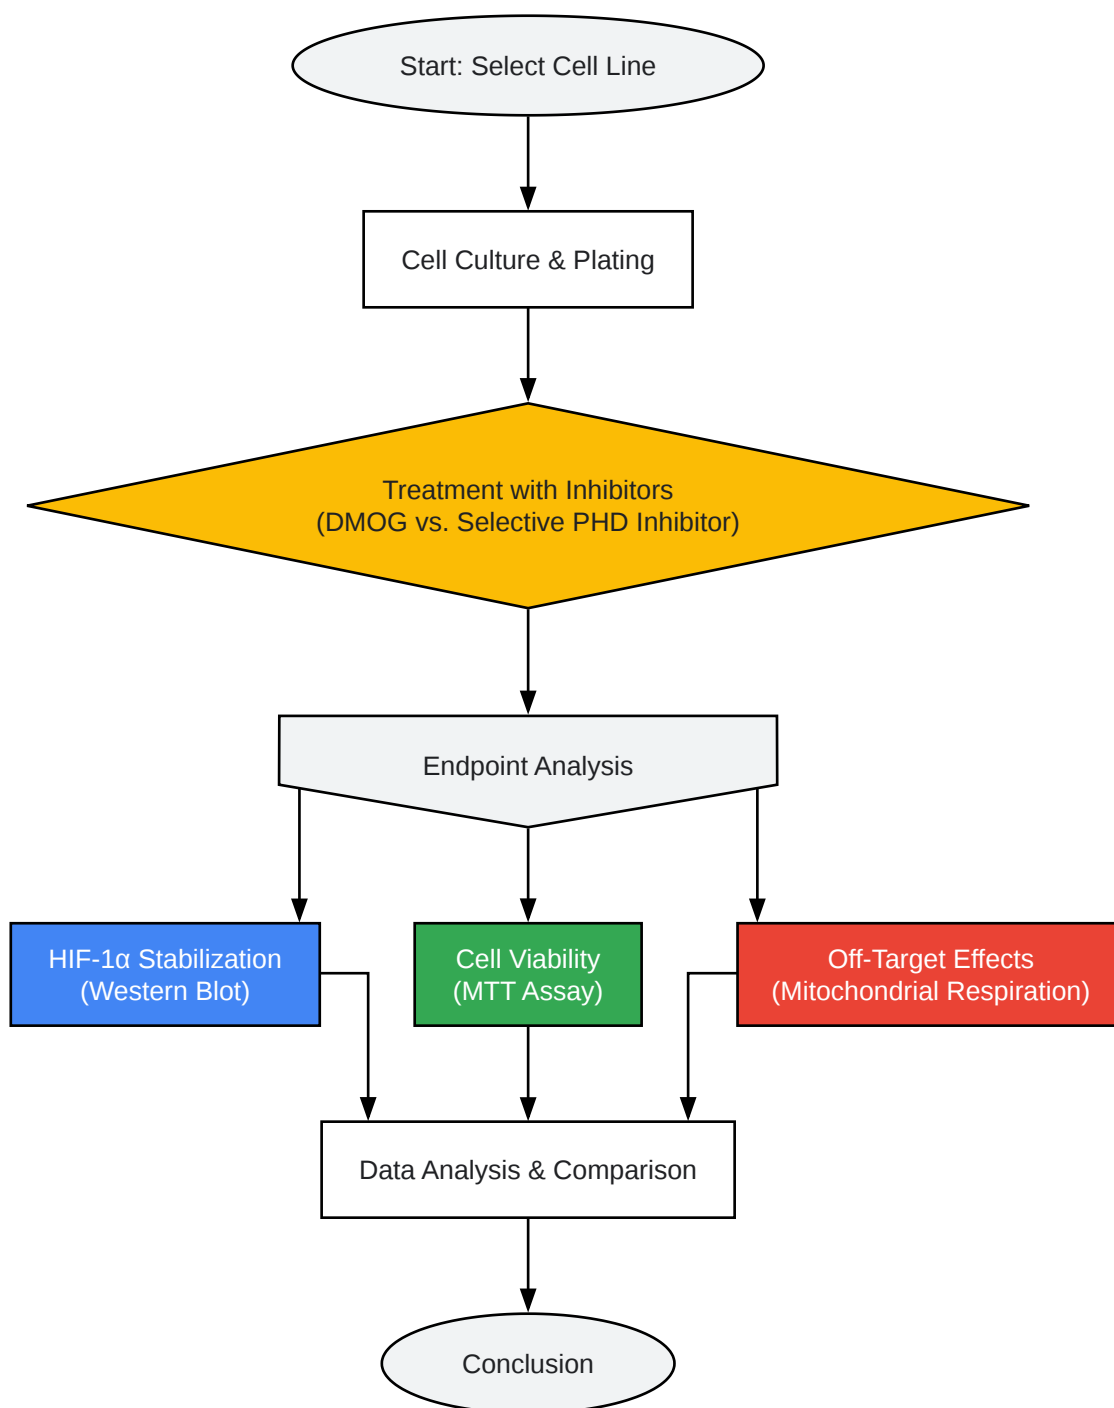 Start: Select Cell Line
Cell Culture & Plating
Treatment with Inhibitors
(DMOG vs. Selective PHD Inhibitor)
Endpoint Analysis
HIF-1α Stabilization
(Western Blot)
Cell Viability
(MTT Assay)
Off-Target Effects
(Mitochondrial Respiration)
Data Analysis & Comparison
Conclusion